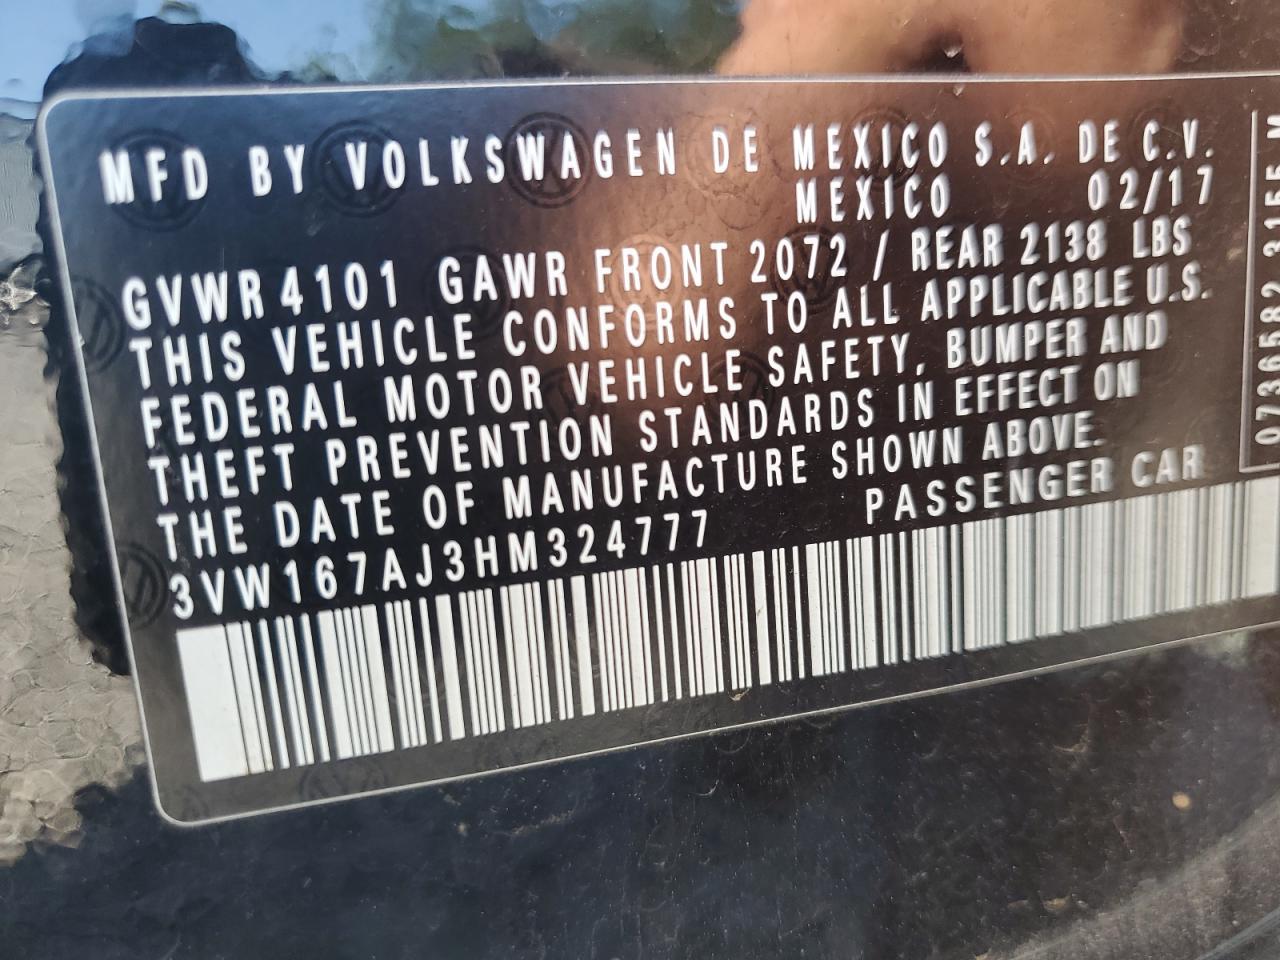 MFD BY VOLKSWAGEN DE MEXICO S.A. DE C.V.
MEXICO 02/17
GVWR 4101 GAWR FRONT 2072 / REAR 2138 LBS
THIS VEHICLE CONFORMS TO ALL APPLICABLE U.S.
FEDERAL MOTOR VEHICLE SAFETY, BUMPER AND
THEFT PREVENTION STANDARDS IN EFFECT ON
THE DATE OF MANUFACTURE SHOWN ABOVE.
3VW167AJ3HM324777 PASSENGER CAR
0736582